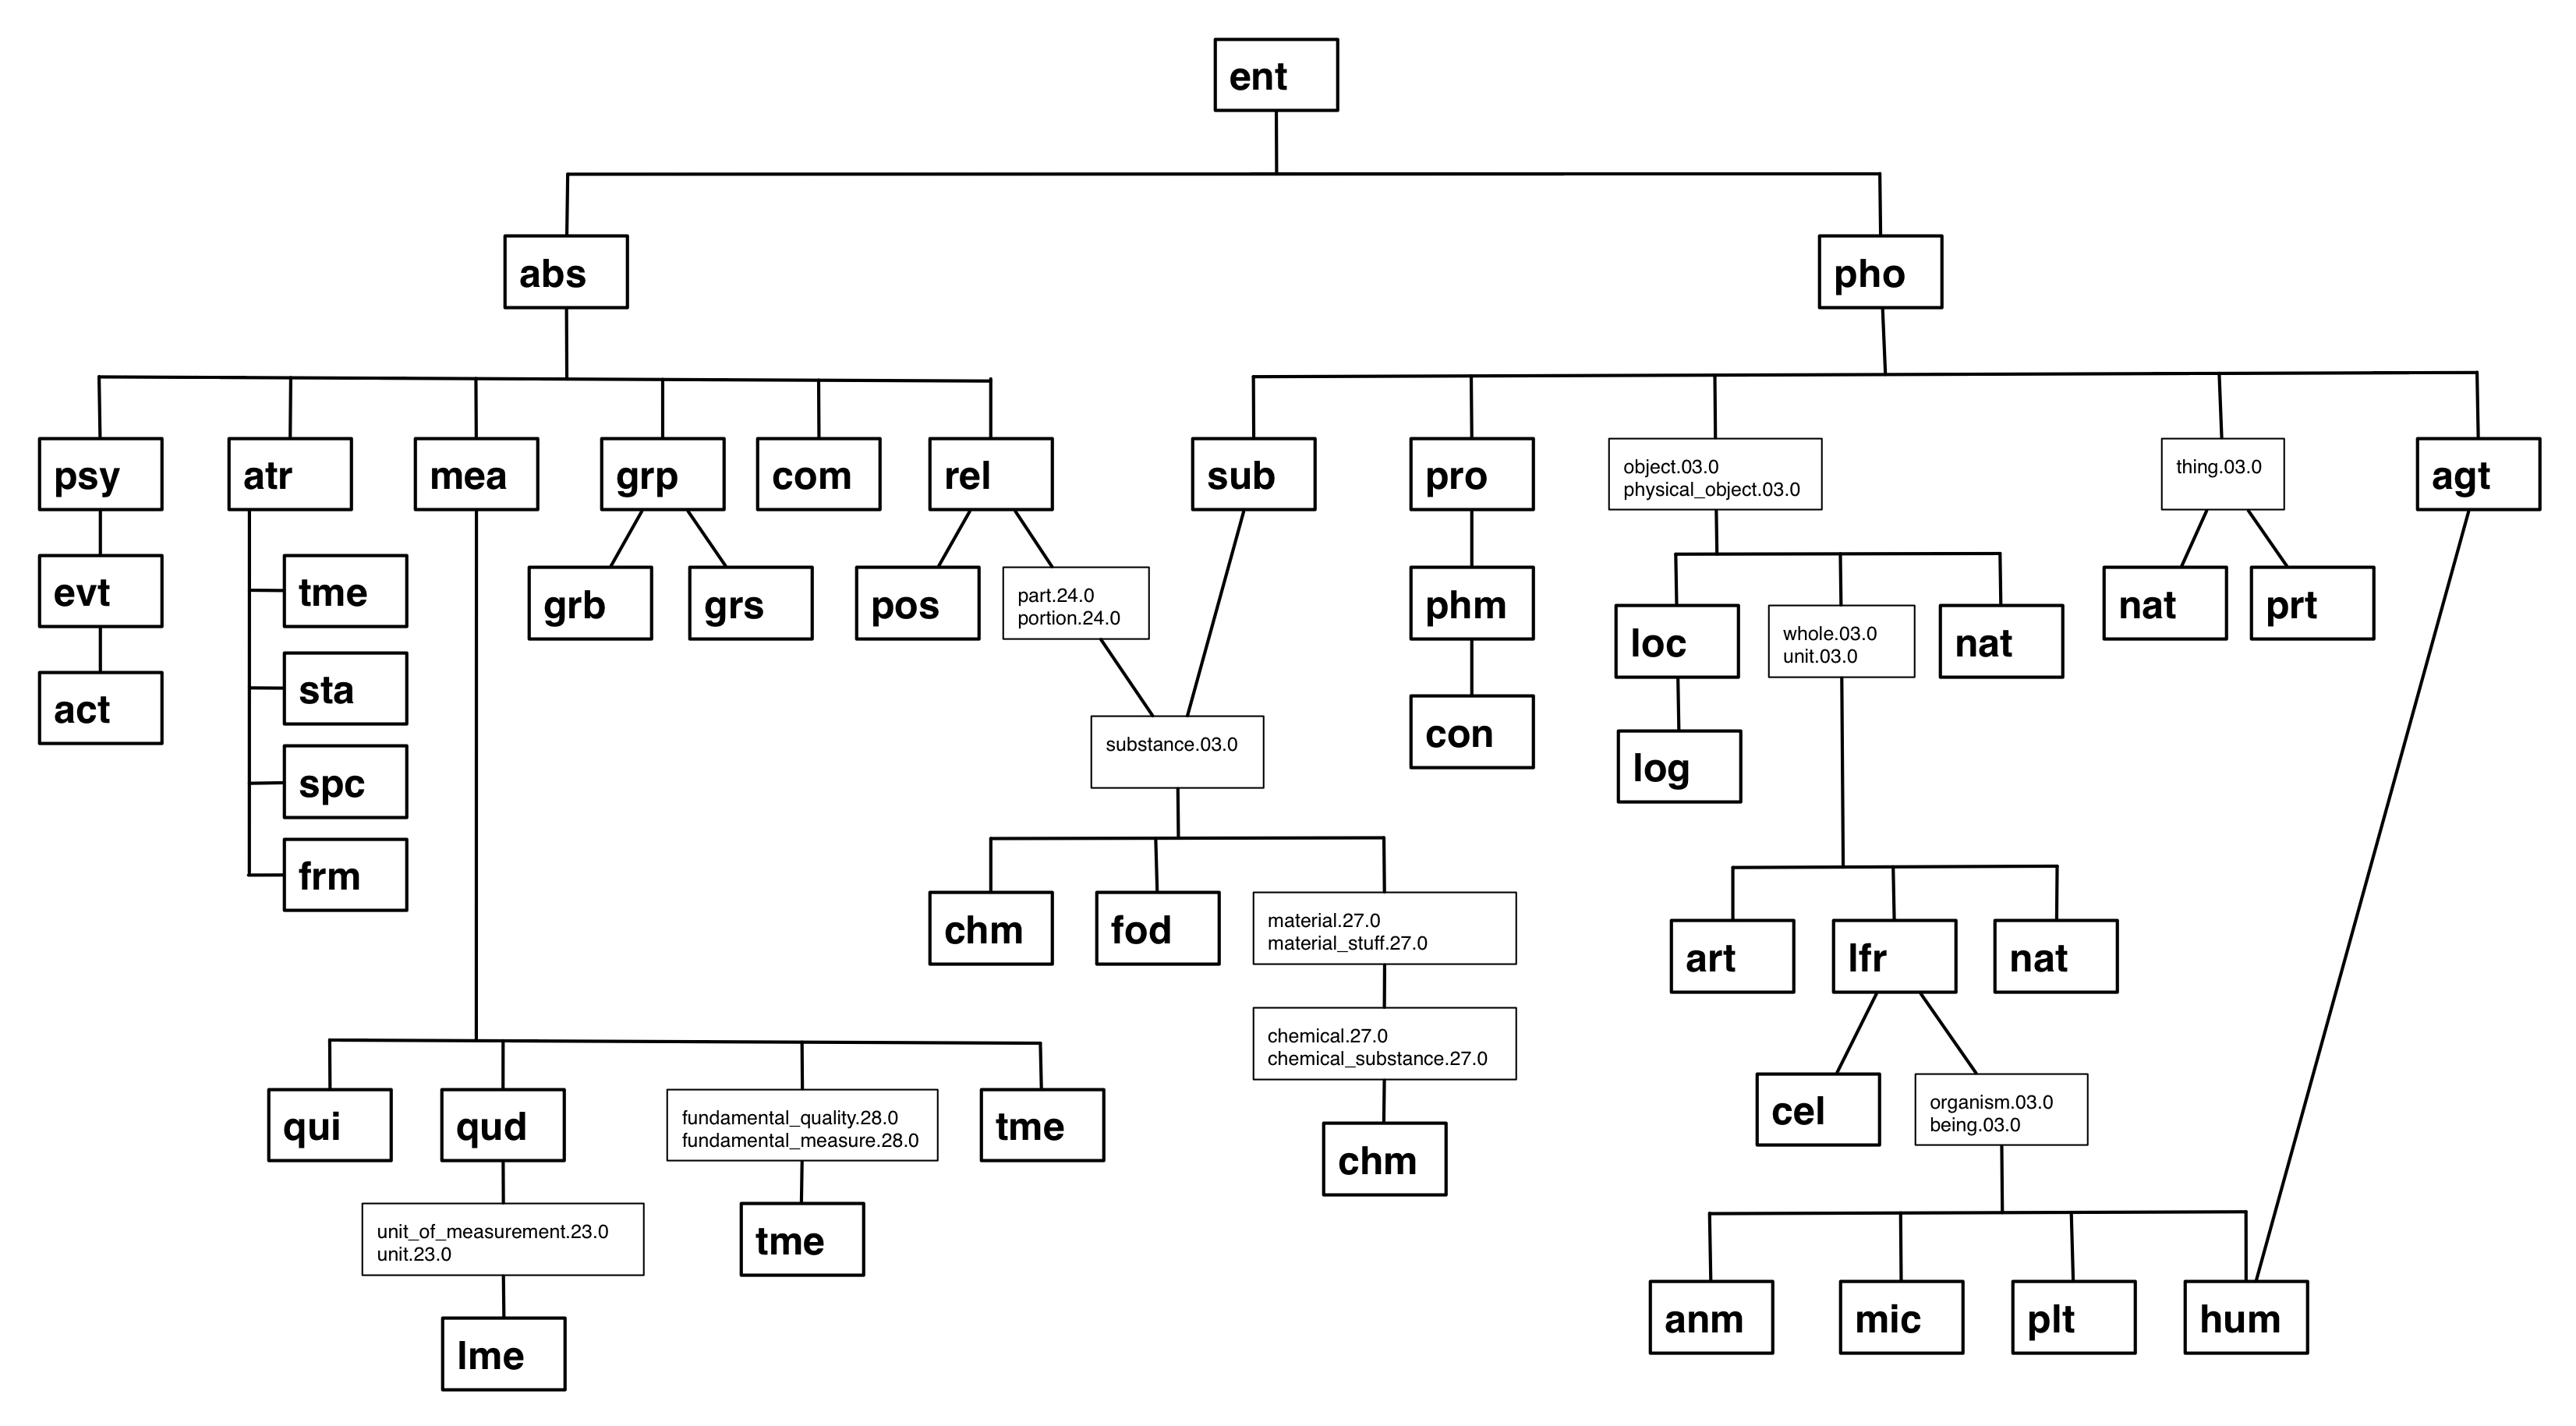 ent
abs
pho
psy
atr
mea
grp
com
rel
sub
pro
object.03.0
physical_object.03.0
thing.03.0
agt
evt
tme
grb
grs
pos
part.24.0
portion.24.0
phm
loc
whole.03.0
unit.03.0
nat
nat
prt
act
sta
substance.03.0
con
log
spc
frm
chm
fod
material.27.0
material_stuff.27.0
art
lfr
nat
chemical.27.0
chemical_substance.27.0
qui
qud
fundamental_quality.28.0
fundamental_measure.28.0
tme
chm
cel
organism.03.0
being.03.0
unit_of_measurement.23.0
unit.23.0
tme
lme
anm
mic
plt
hum